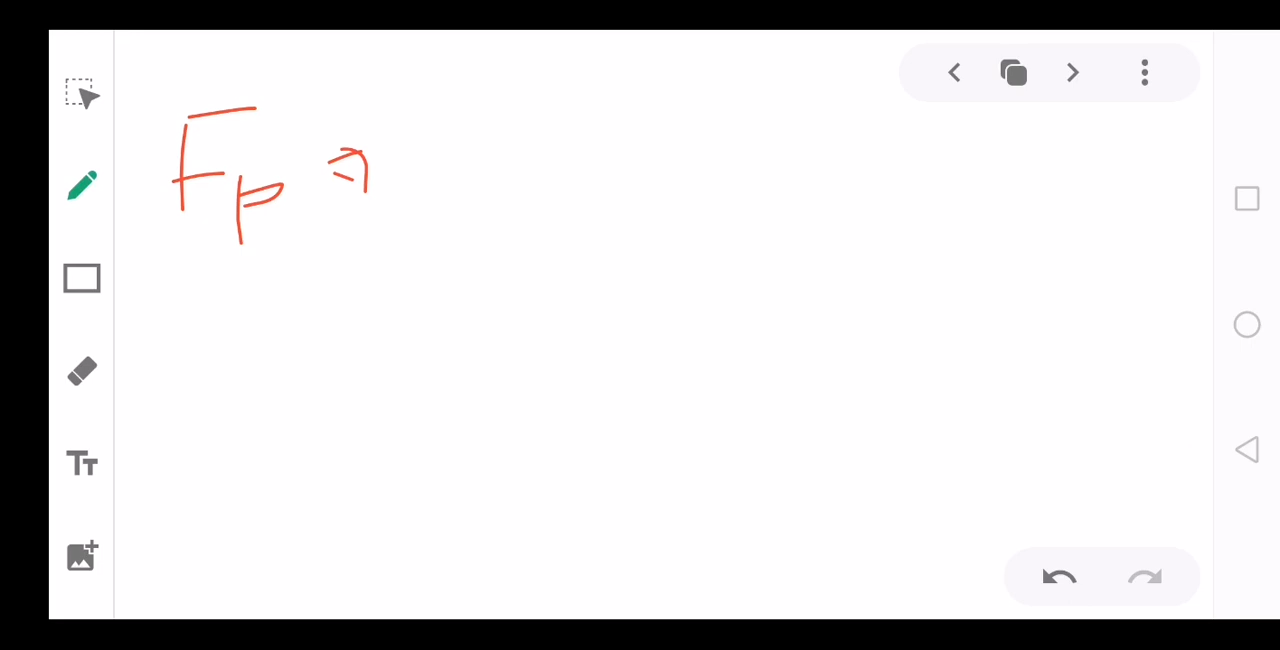 Fp =